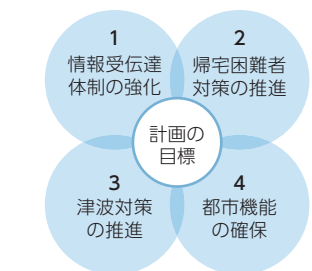 1
情報受伝達
体制の強化
2
帰宅困難者
対策の推進
計画の
目標
3
津波対策
の推進
4
都市機能
の確保